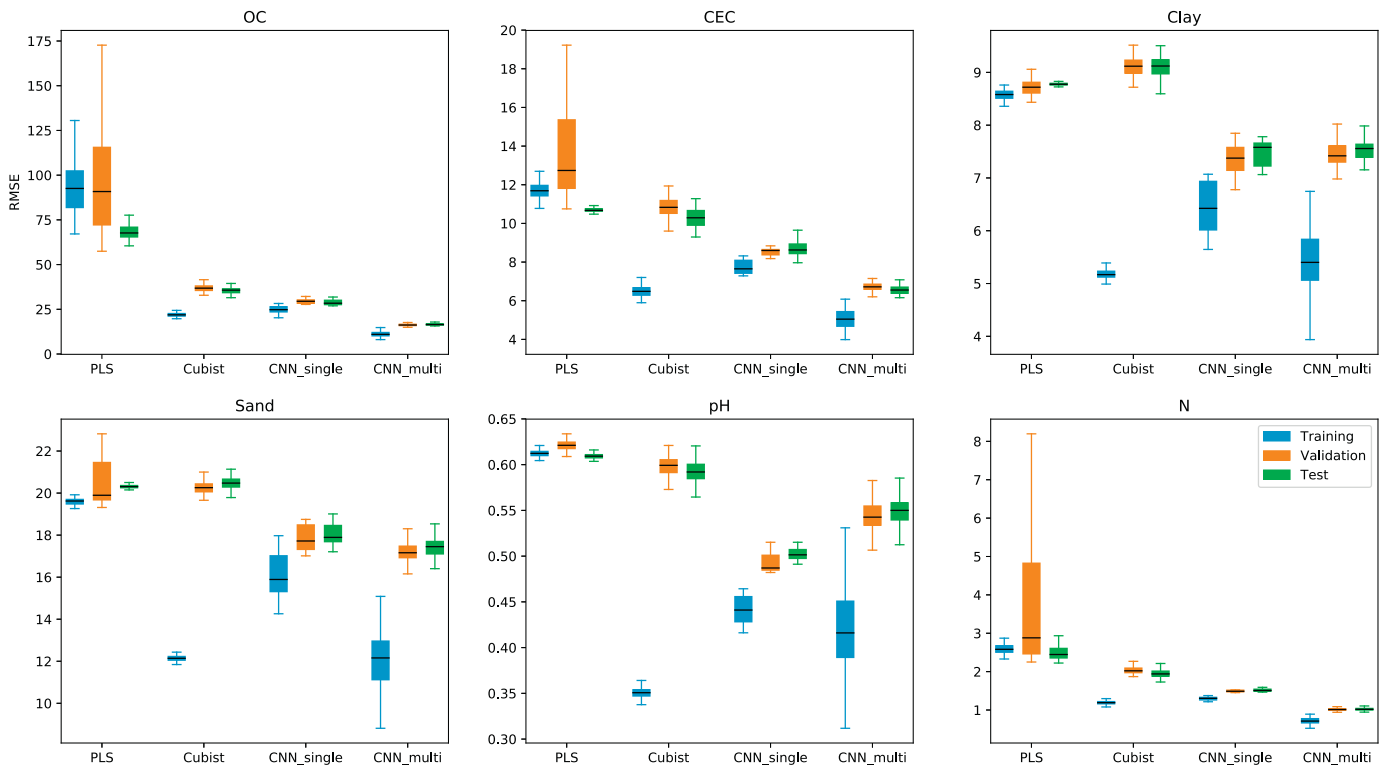 OC
CEC
Clay
RMSE
175
150
125
100
75
50
25
0
PLS Cubist CNN_single CNN_multi
20
18
16
14
12
10
8
6
4
PLS Cubist CNN_single CNN_multi
9
8
7
6
5
4
PLS Cubist CNN_single CNN_multi
Sand
pH
N
22
20
18
16
14
12
10
PLS Cubist CNN_single CNN_multi
0.65
0.60
0.55
0.50
0.45
0.40
0.35
0.30
PLS Cubist CNN_single CNN_multi
8
7
6
5
4
3
2
1
Training
Validation
Test
PLS Cubist CNN_single CNN_multi